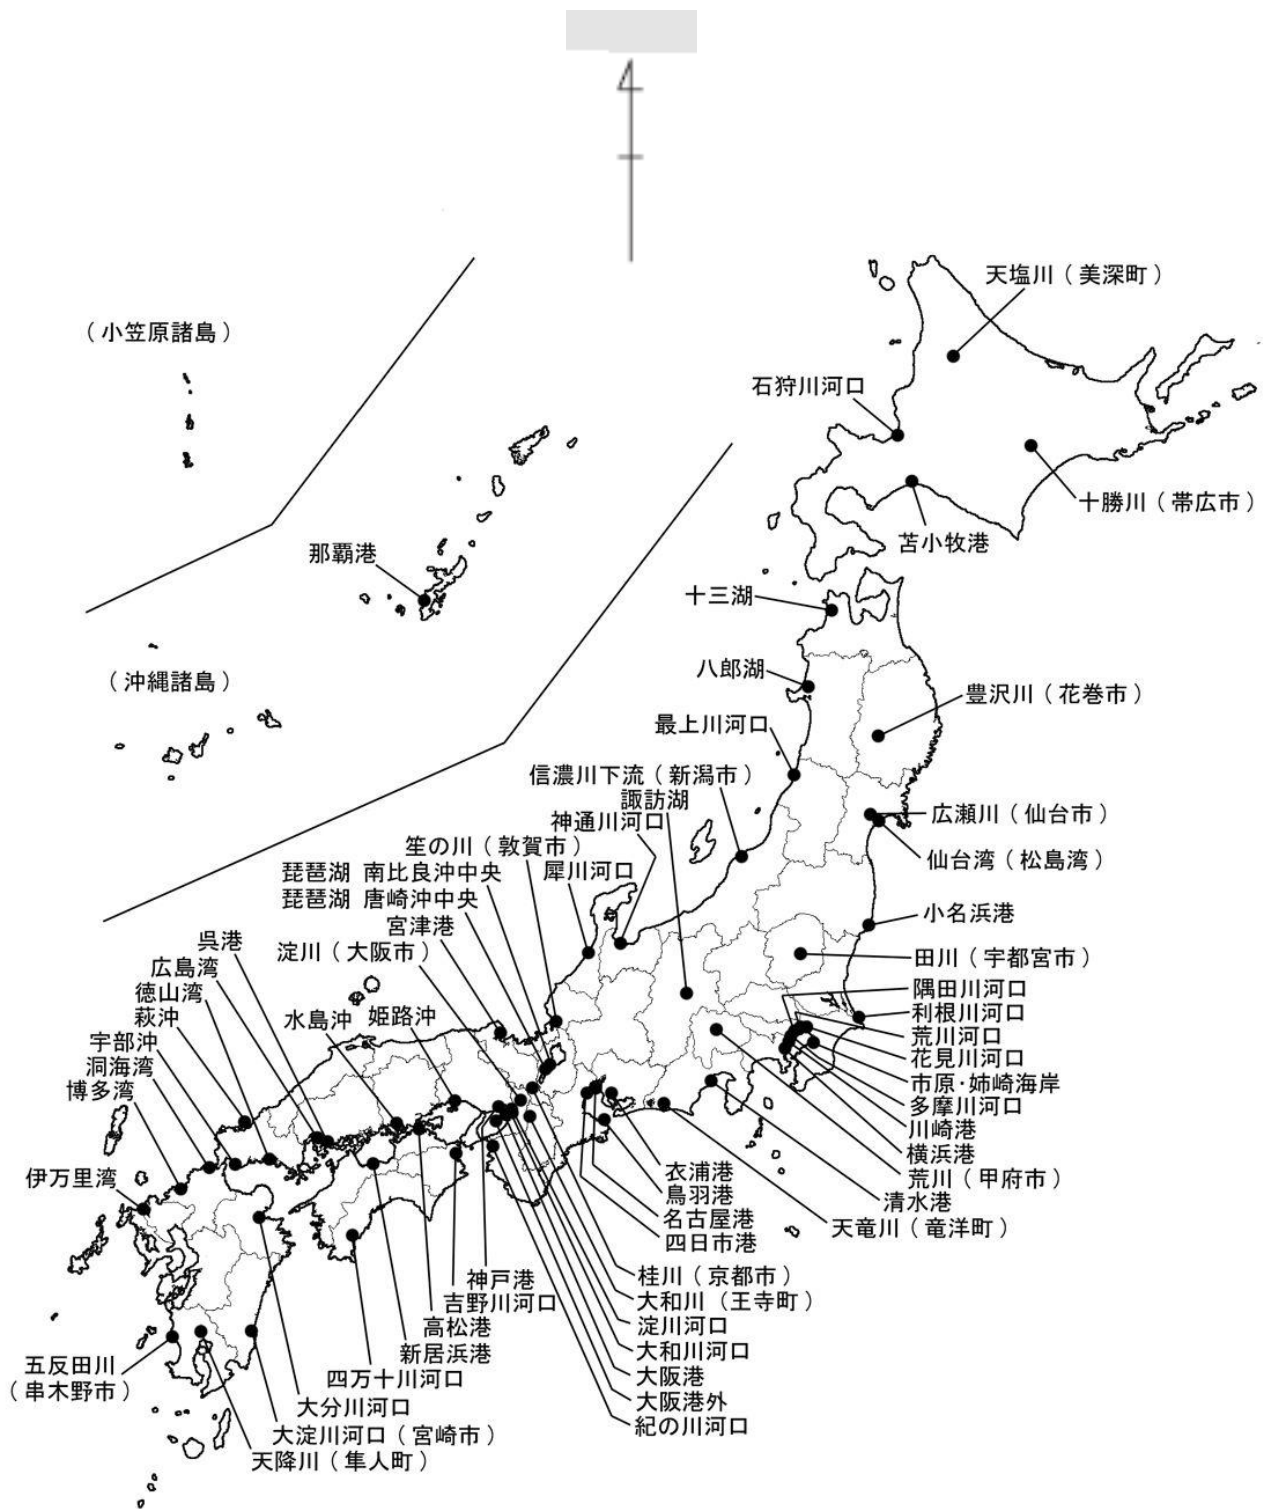 天塩川（美深町）
（小笠原諸島）
石狩川河口
十勝川（帯広市）
苫小牧港
那覇港
十三湖
八郎湖
（沖縄諸島）
豊沢川（花巻市）
最上川河口
信濃川下流（新潟市）
諏訪湖
広瀬川（仙台市）
神通川河口
笙の川（敦賀市）
仙台湾（松島湾）
琵琶湖 南比良沖中央
犀川河口
琵琶湖 唐崎沖中央
小名浜港
宮津港
呉港
淀川（大阪市）
田川（宇都宮市）
広島湾
隅田川河口
徳山湾
利根川河口
萩沖
水島沖
姫路沖
荒川河口
宇部沖
花見川河口
洞海湾
市原・姉崎海岸
博多湾
多摩川河口
川崎港
横浜港
衣浦港
荒川（甲府市）
伊万里湾
鳥羽港
清水港
名古屋港
天竜川（竜洋町）
四日市港
神戸港
桂川（京都市）
吉野川河口
大和川（王寺町）
高松港
淀川河口
新居浜港
大和川河口
五反田川
（串木野市）
四万十川河口
大阪港
大分川河口
大阪港外
大淀川河口（宮崎市）
紀の川河口
天降川（隼人町）